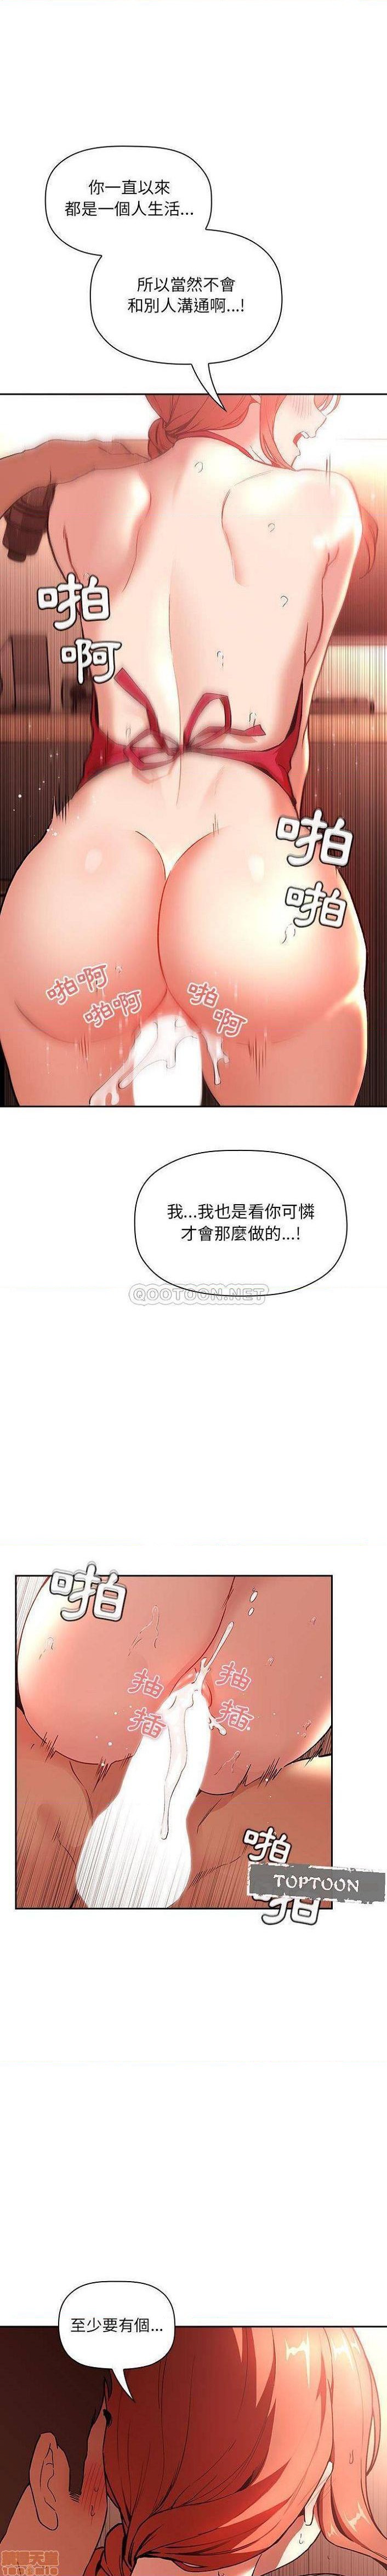 你一直以來
都是一個人生活...
所以當然不會
和別人溝通啊...!
啪
啊
啪
啪
啪啊
啪啊
啪
啊
我...我也是看你可憐
才會那麼做的...!
QOOTOON.NET
啪
抽
插
抽
插
啪
TOPTOON
啪
至少要有個...